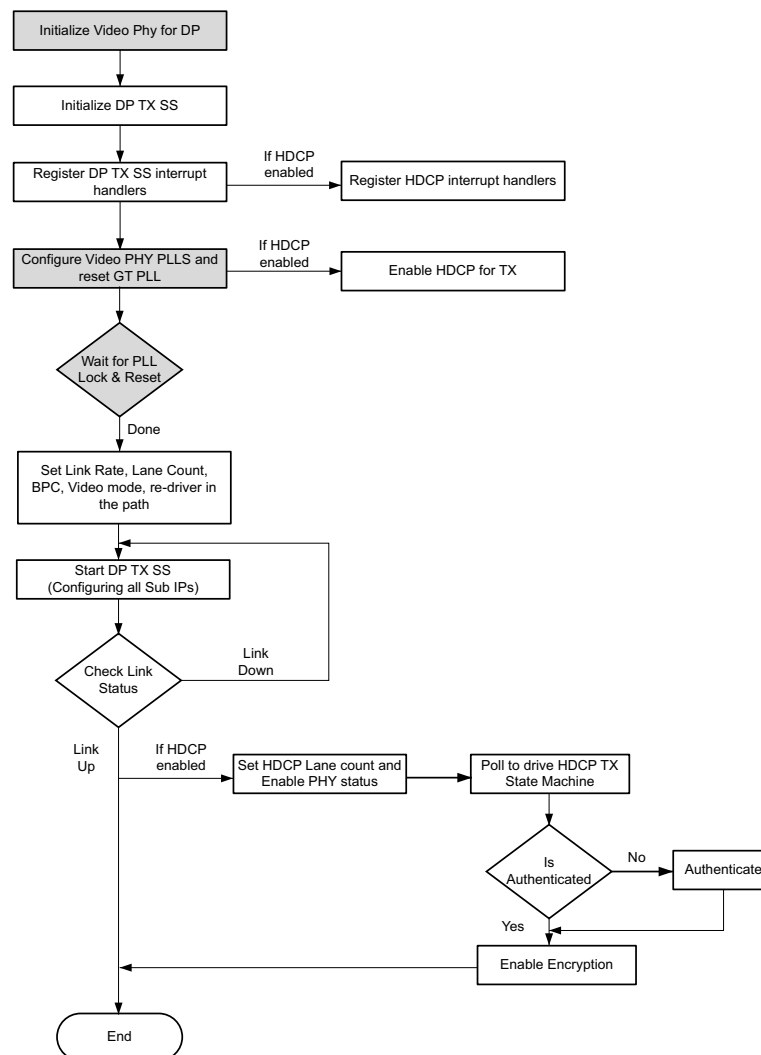 Initialize Video Phy for DP
Initialize DP TX SS
Register DP TX SS interrupt
handlers
If HDCP
enabled
Register HDCP interrupt handlers
Configure Video PHY PLLS and
reset GT PLL
If HDCP
enabled
Enable HDCP for TX
Wait for PLL
Lock & Reset
Done
Set Link Rate, Lane Count,
BPC, Video mode, re-driver in
the path
Start DP TX SS
(Configuring all Sub IPs)
Check Link
Status
Link
Down
Link
Up
If HDCP
enabled
Set HDCP Lane count and
Enable PHY status
Poll to drive HDCP TX
State Machine
Is
Authenticated
No
Authenticate
Yes
Enable Encryption
End